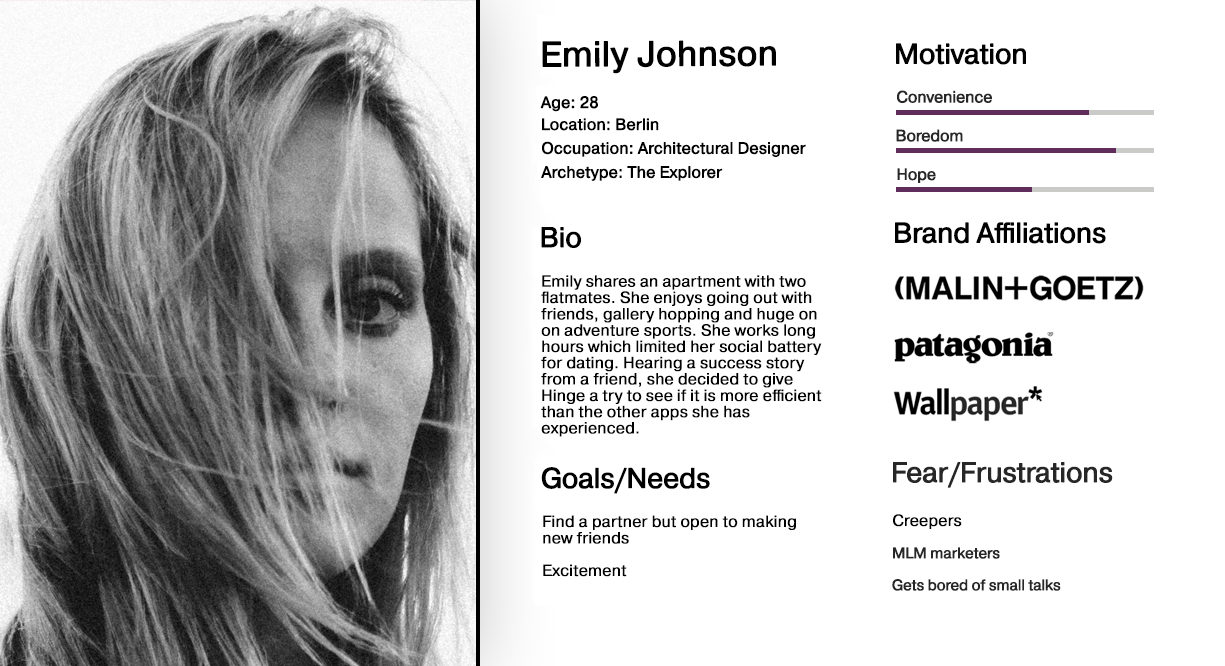 Emily Johnson
Age: 28
Location: Berlin
Occupation: Architectural Designer
Archetype: The Explorer
Bio
Emily shares an apartment with two
flatmates. She enjoys going out with
friends, gallery hopping and huge on
on adventure sports. She works long
hours which limited her social battery
for dating. Hearing a success story
from a friend, she decided to give
Hinge a try to see if it is more efficient
than the other apps she has
experienced.
Goals/Needs
Find a partner but open to making
new friends
Excitement
Motivation
Convenience
Boredom
Hope
Brand Affiliations
(MALIN+GOETZ)
patagonia®
Wallpaper*
Fear/Frustrations
Creepers
MLM marketers
Gets bored of small talks